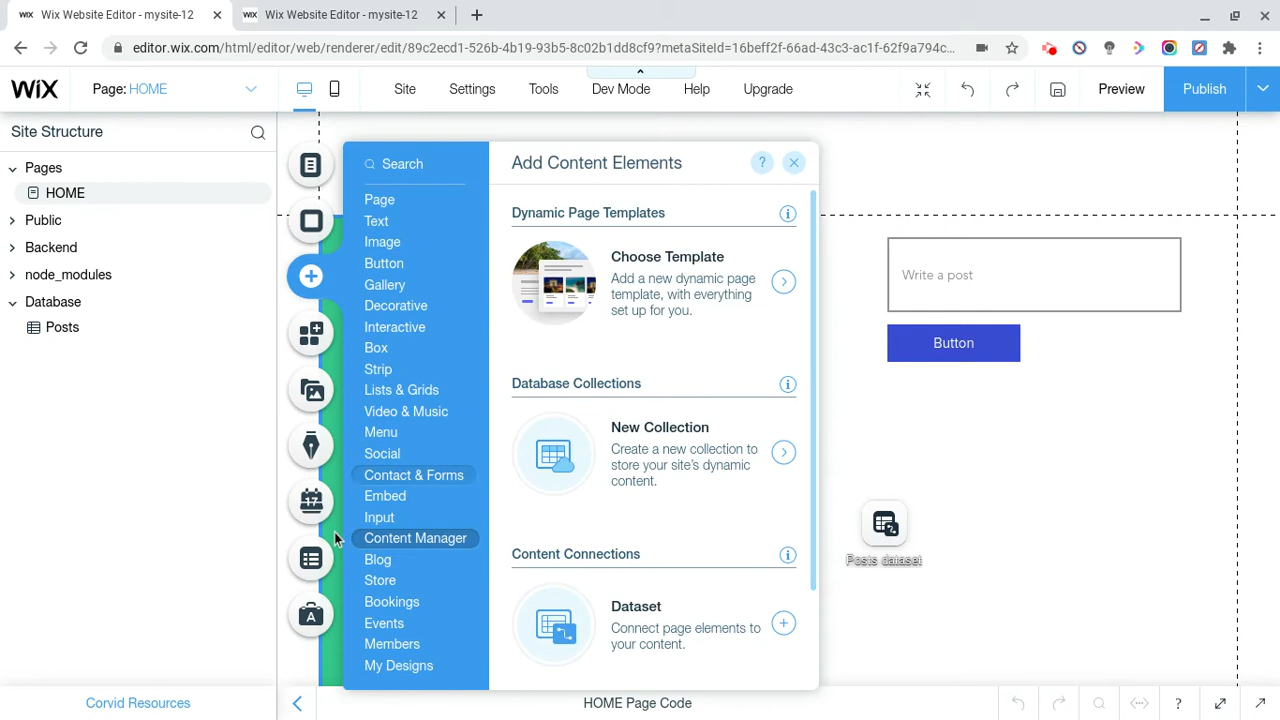 WiX Wix Website Editor - mysite-12
WiX Wix Website Editor - mysite-12
editor.wix.com/html/editor/web/renderer/edit/89c2ecd1-526b-4b19-93b5-8c02b1dd8cf9?metaSiteId=16beff2f-66ad-43c3-ac1f-62f9a794c...
WiX
Page: HOME
Site
Settings
Tools
Dev Mode
Help
Upgrade
Preview
Publish
Site Structure
Pages
HOME
Public
Backend
node_modules
Database
Posts
Corvid Resources
17
A
Search
Page
Text
Image
Button
Gallery
Decorative
Interactive
Box
Strip
Lists & Grids
Video & Music
Menu
Social
Contact & Forms
Embed
Input
Content Manager
Blog
Store
Bookings
Events
Members
My Designs
Add Content Elements
?
Dynamic Page Templates
Choose Template
Add a new dynamic page
template, with everything
set up for you.
Database Collections
New Collection
Create a new collection to
store your site's dynamic
content.
Content Connections
Dataset
Connect page elements to
your content.
Write a post
Button
Posts dataset
HOME Page Code
?